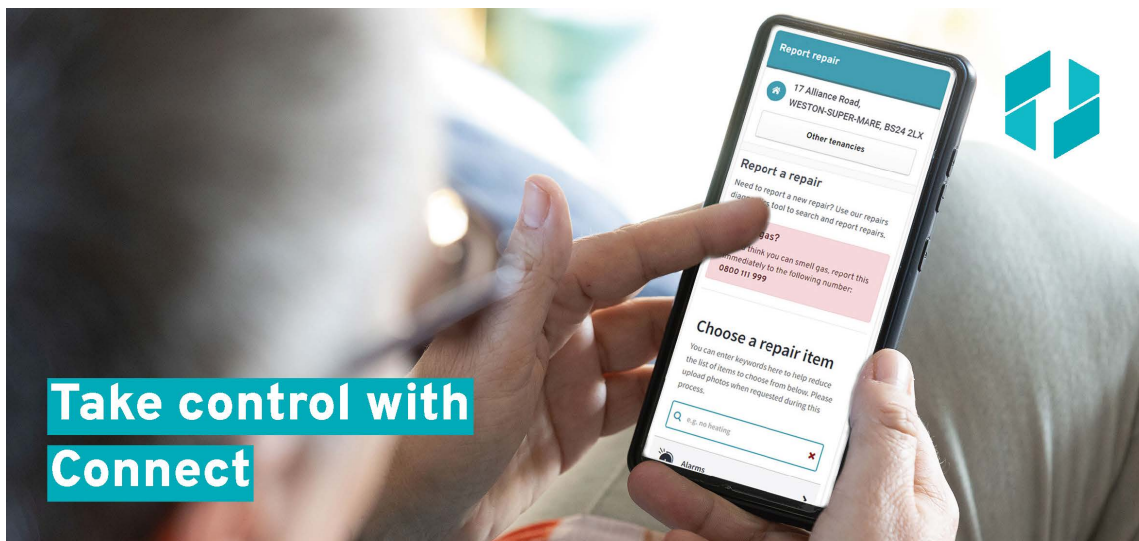 Report repair
17 Alliance Road,
WESTON-SUPER-MARE, BS24 2LX
Other tenancies
Report a repair
Need to report a new repair? Use our repairs
tool to search and report repairs.
gas?
think you can smell gas, report this
immediately to the following number:
0800 111 999
Choose a repair item
You can enter keywords here to help reduce
the list of items to choose from below. Please
upload photos when requested during this
process.
e.g. no heating
Alarms
Take control with
Connect